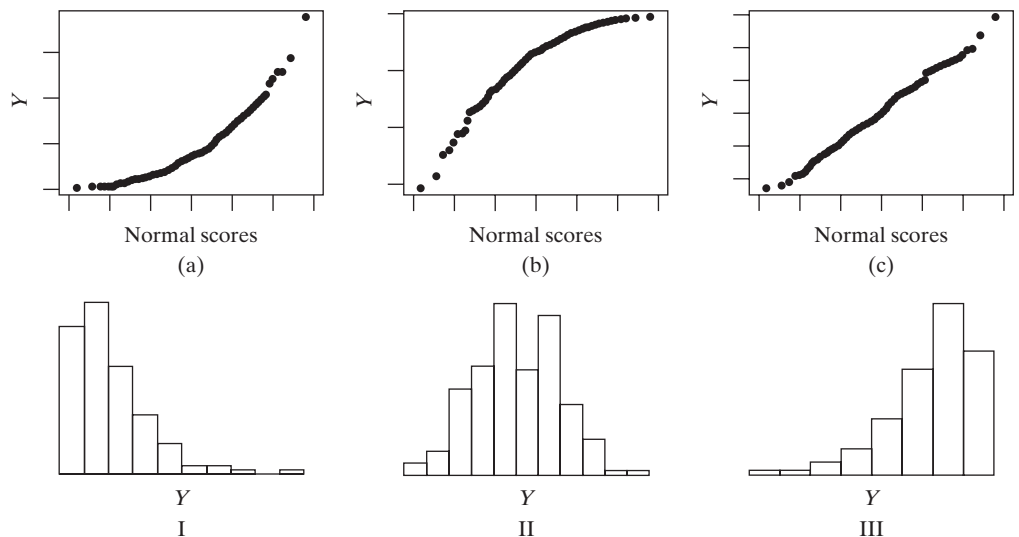 Y
Y
Y
Normal scores
Normal scores
Normal scores
(a)
(b)
(c)
Y
Y
Y
I
II
III